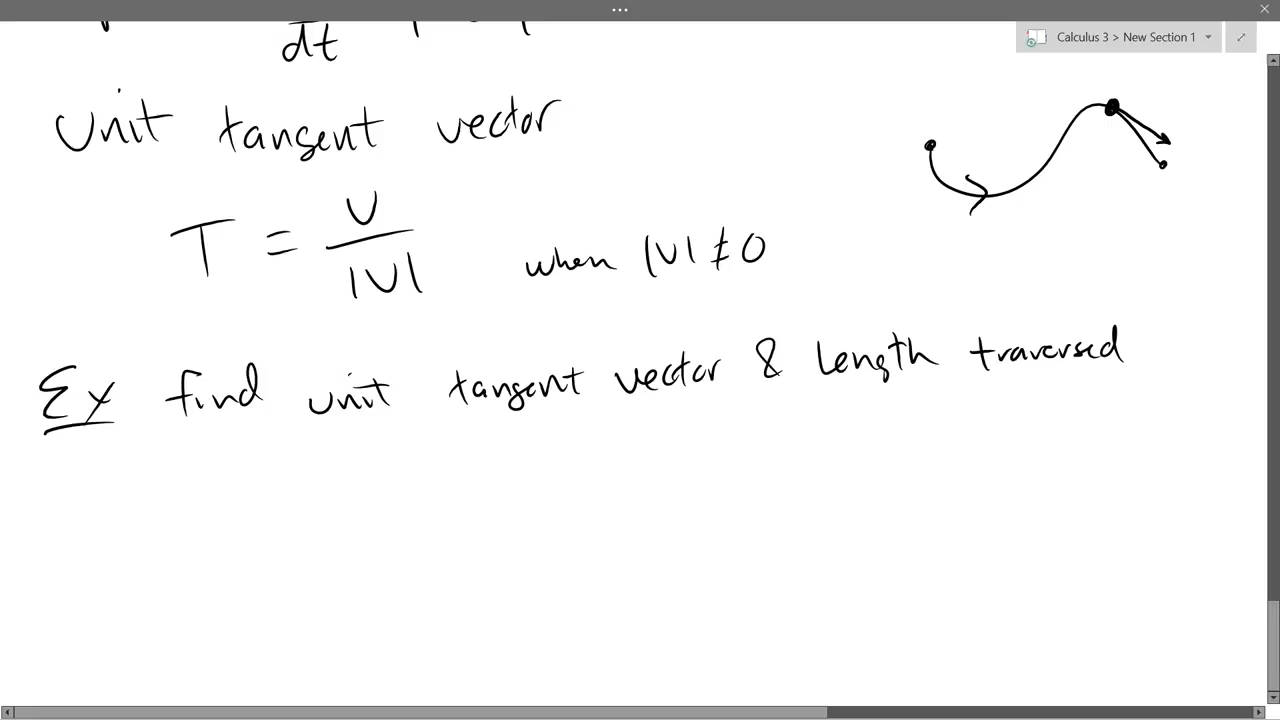 Calculus 3 > New Section 1
dt
Unit tangent vector
T = V / |V| when |V| ≠ 0
Ex find unit tangent vector & length traversed